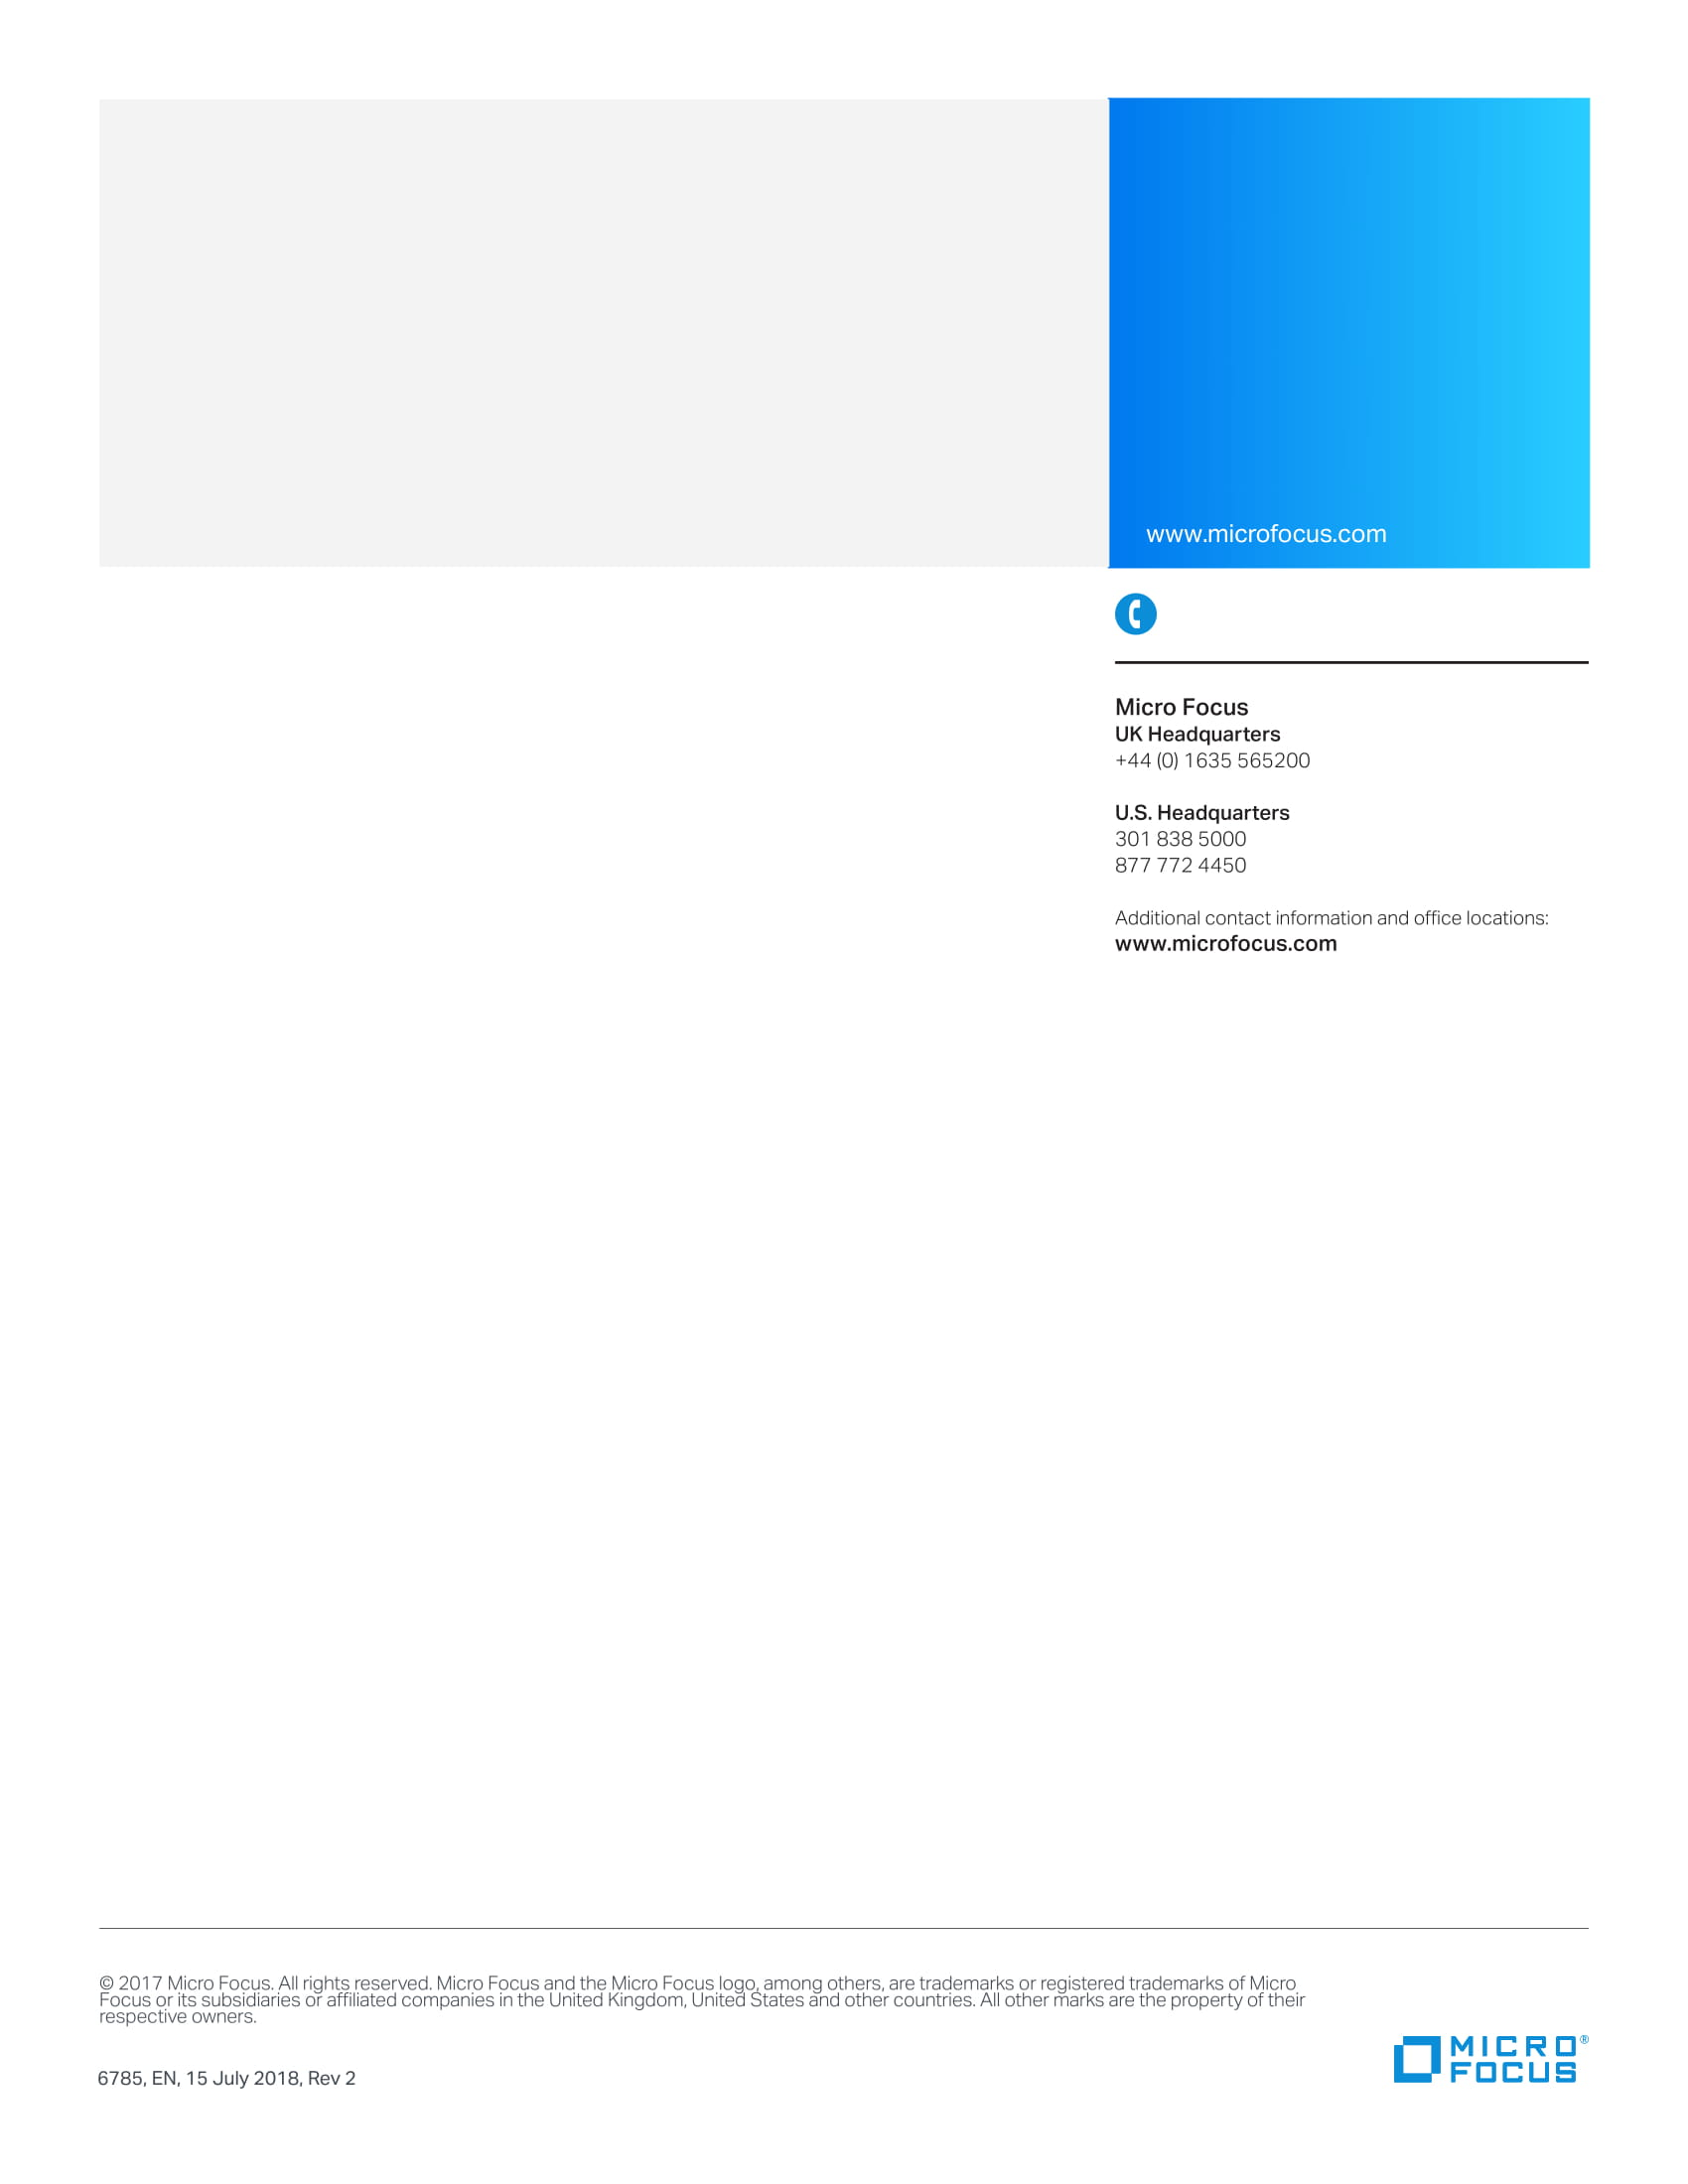 www.microfocus.com
Micro Focus
UK Headquarters
+44 (0) 1635 565200
U.S. Headquarters
301 838 5000
877 772 4450
Additional contact information and office locations:
www.microfocus.com
© 2017 Micro Focus. All rights reserved. Micro Focus and the Micro Focus logo, among others, are trademarks or registered trademarks of Micro
Focus or its subsidiaries or affiliated companies in the United Kingdom, United States and other countries. All other marks are the property of their
respective owners.
6785, EN, 15 July 2018, Rev 2
MICRO®
FOCUS